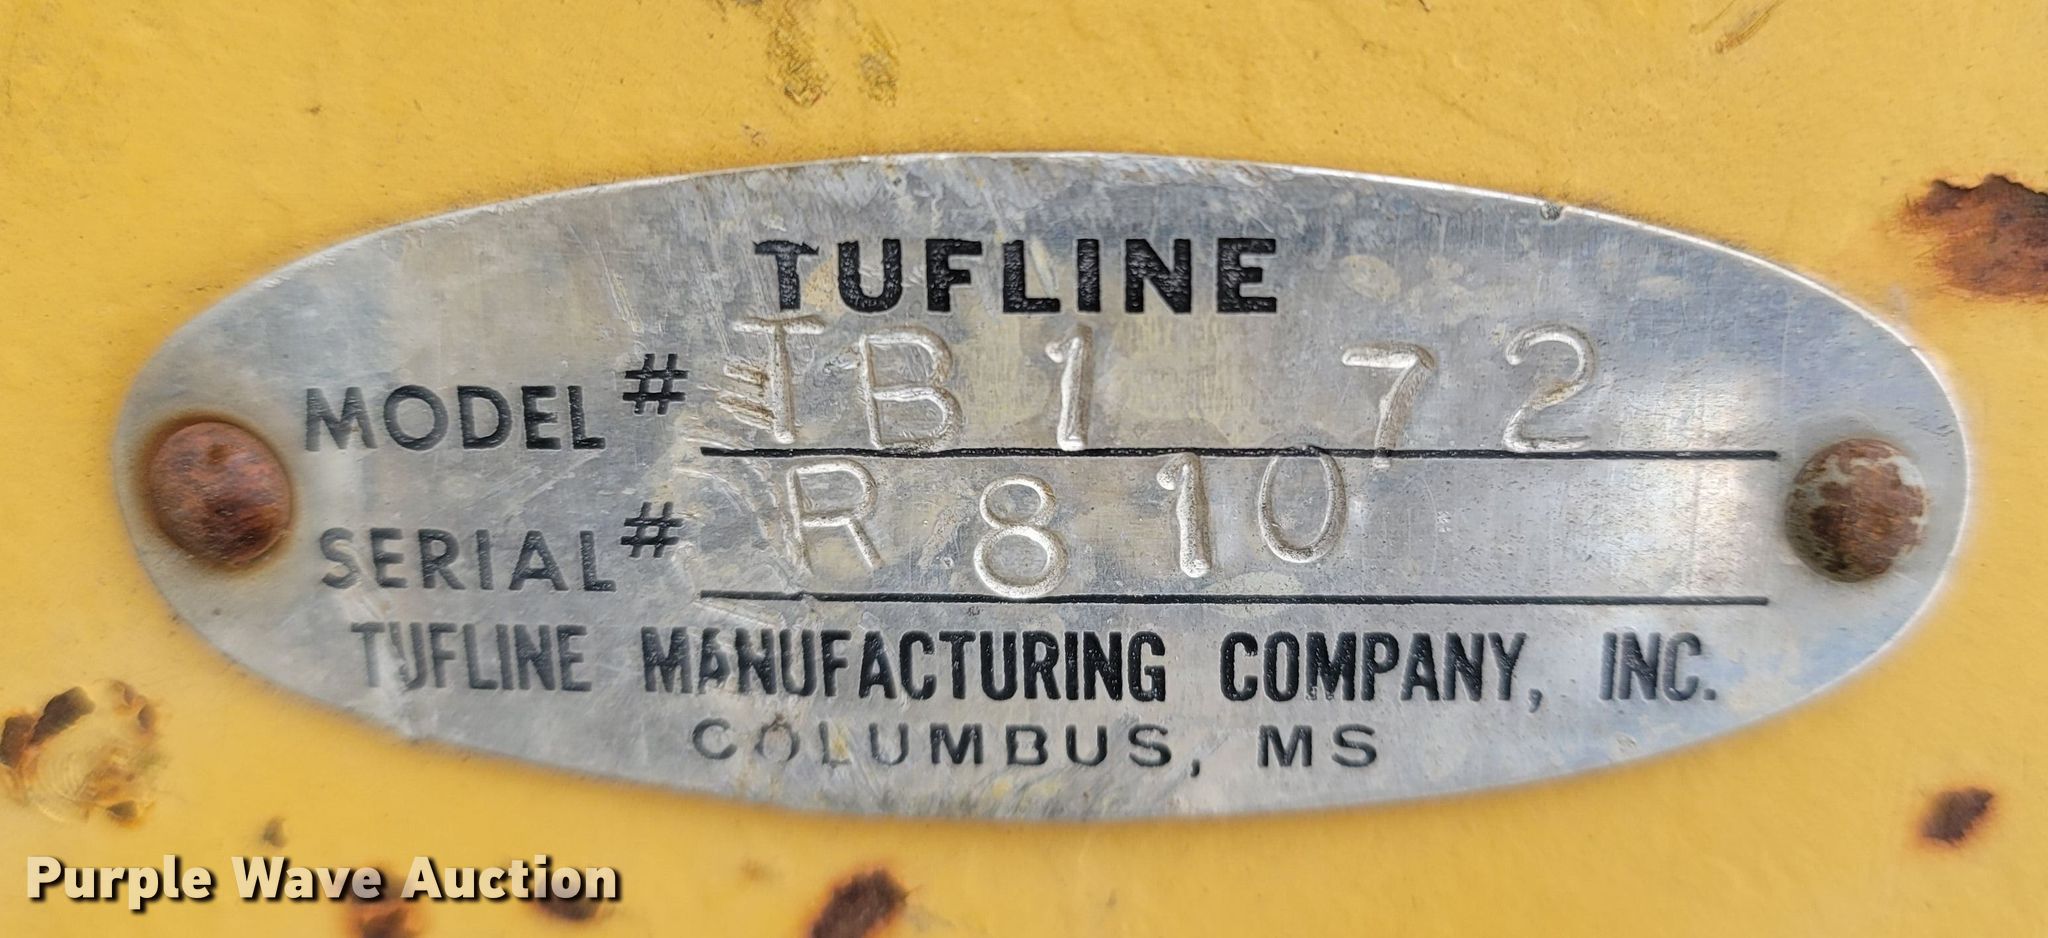 TUFLINE
MODEL # TB1 72
SERIAL # R 810
TUFLINE MANUFACTURING COMPANY, INC.
COLUMBUS, MS
Purple Wave Auction